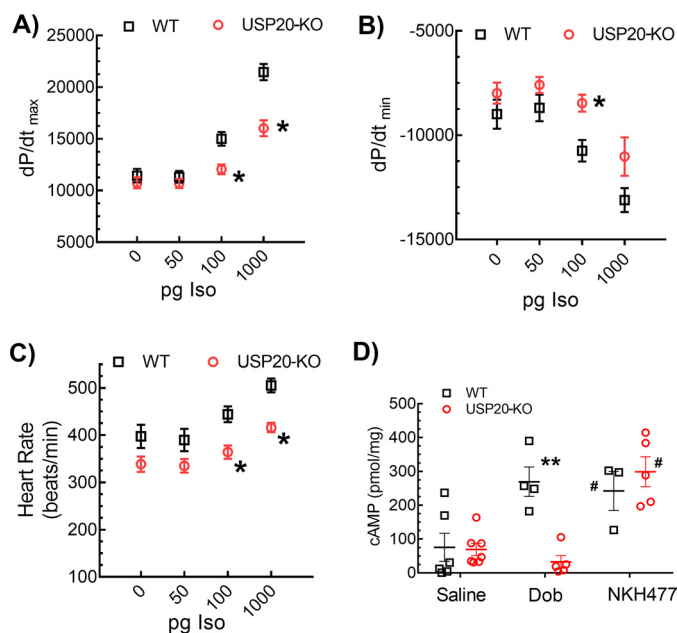 A)
WT USP20-KO
25000
20000
15000
10000
5000
dP/dt max
*
*
0 50 100 1000
pg Iso
B)
WT USP20-KO
-5000
-10000
-15000
dP/dt min
*
0 50 100 1000
pg Iso
C)
WT USP20-KO
500
400
300
200
100
Heart Rate
(beats/min)
*
*
0 50 100 1000
pg Iso
D)
WT
USP20-KO
500
400
300
200
100
0
cAMP (pmol/mg)
**
#
#
Saline Dob NKH477